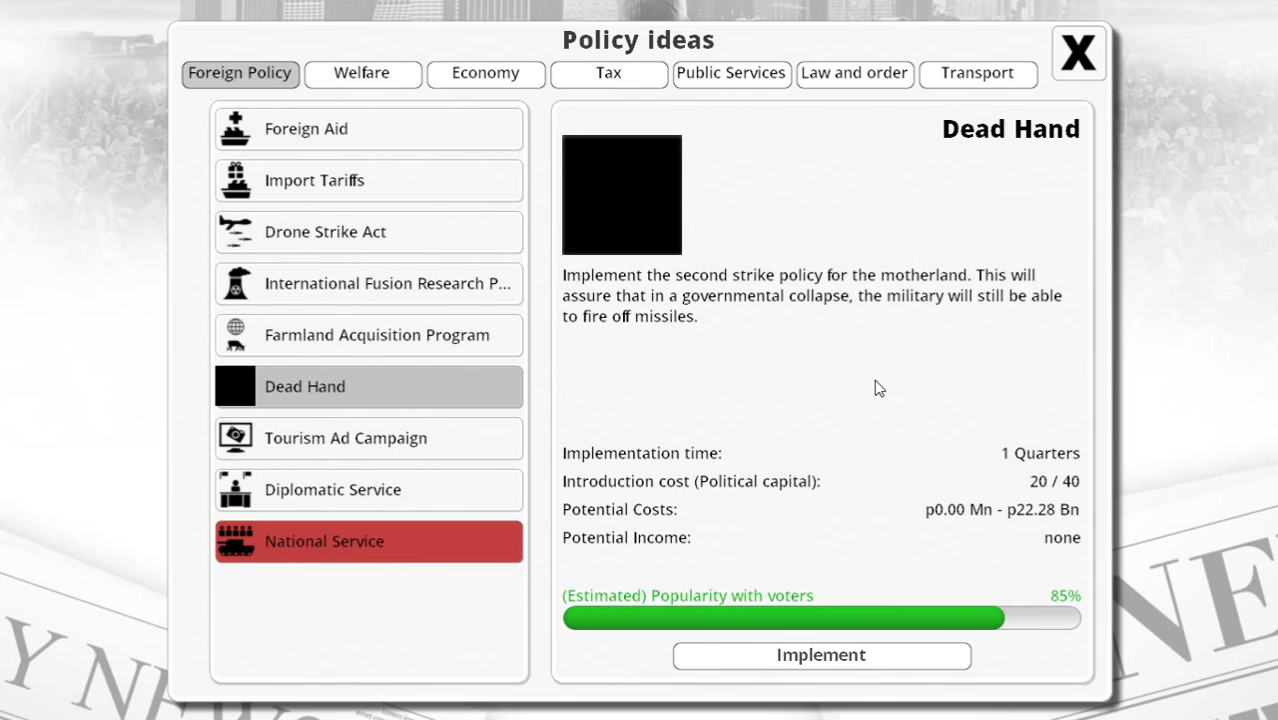 Policy ideas
X
Foreign Policy
Welfare
Economy
Tax
Public Services
Law and order
Transport
Foreign Aid
Import Tariffs
Drone Strike Act
International Fusion Research P...
Farmland Acquisition Program
Dead Hand
Tourism Ad Campaign
Diplomatic Service
National Service
Dead Hand
Implement the second strike policy for the motherland. This will
assure that in a governmental collapse, the military will still be able
to fire off missiles.
Implementation time: 1 Quarters
Introduction cost (Political capital): 20 / 40
Potential Costs: p0.00 Mn - p22.28 Bn
Potential Income: none
(Estimated) Popularity with voters 85%
Implement